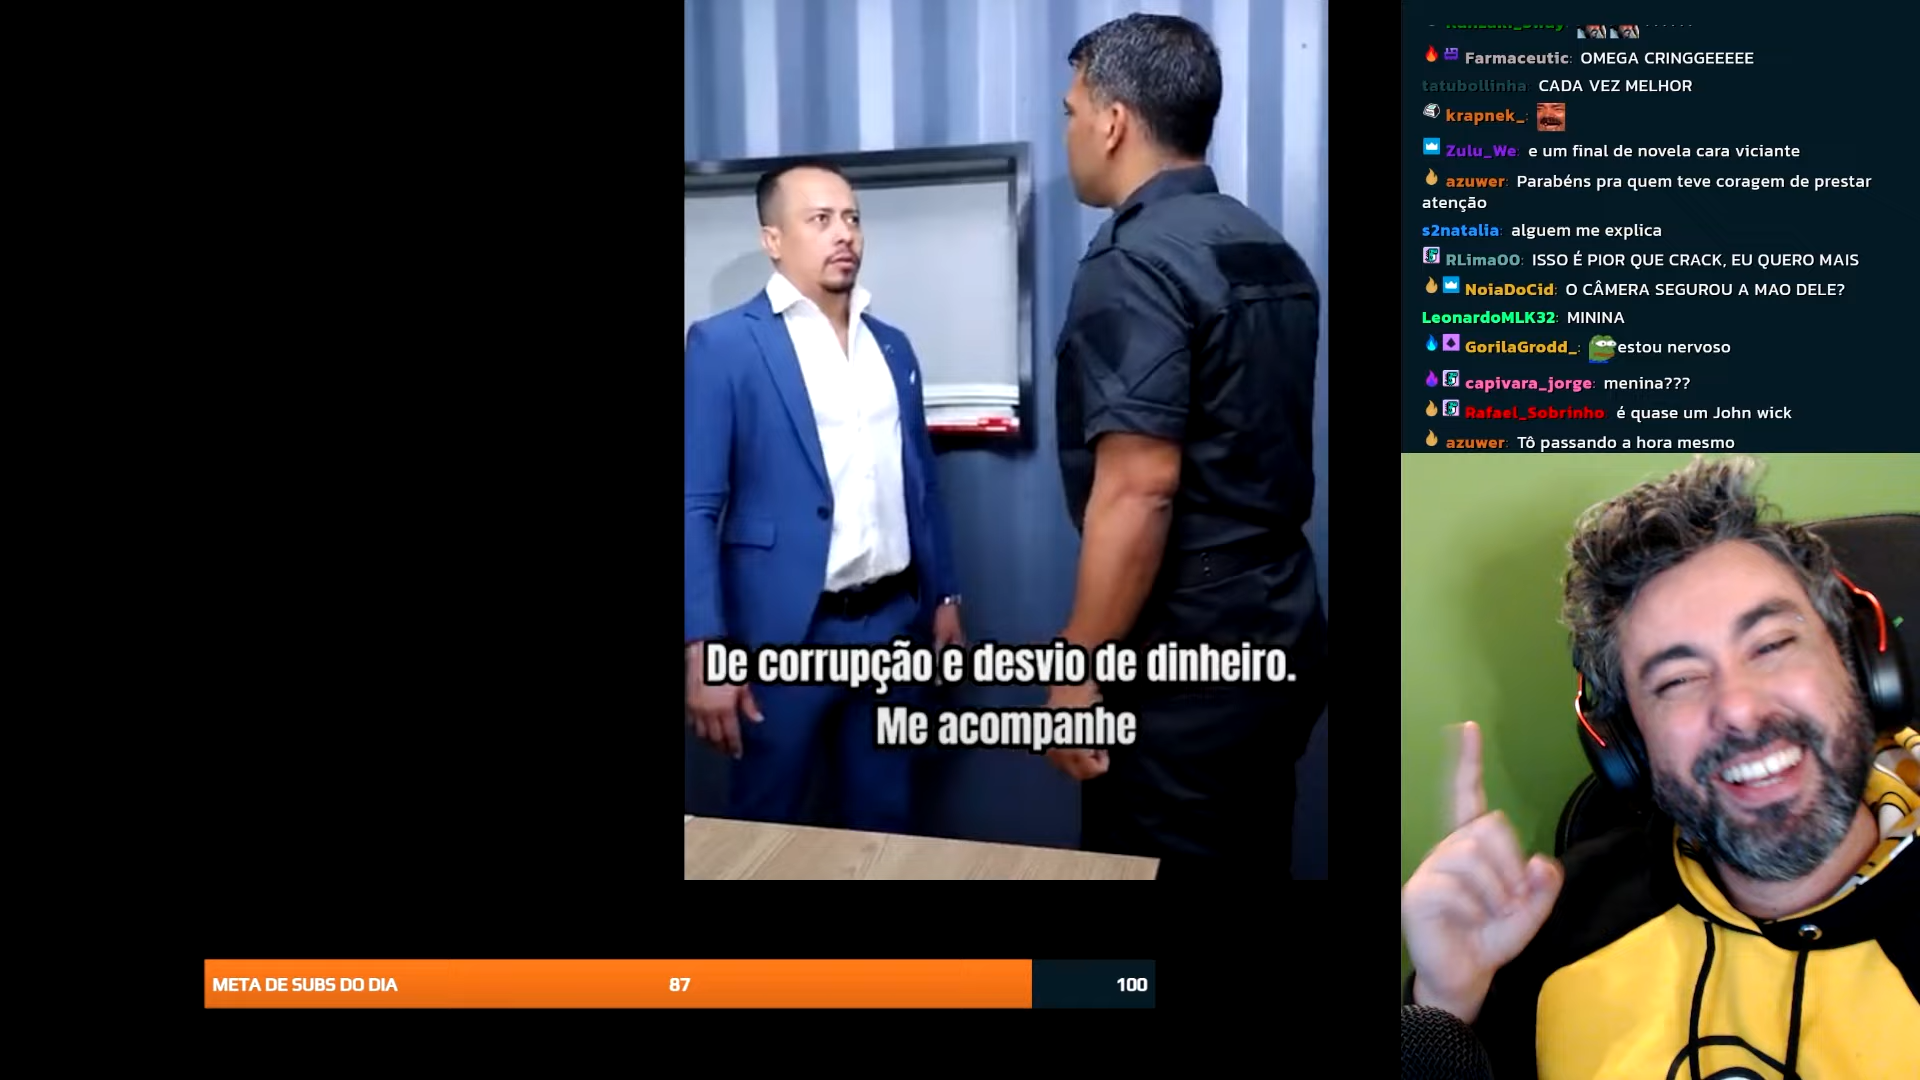 Farmaceutic: OMEGA CRINGGEEEEE
tatubollinha: CADA VEZ MELHOR
krapnek_:
Zulu_We: e um final de novela cara viciante
azuwer: Parabéns pra quem teve coragem de prestar
atenção
s2natalia: alguem me explica
RLima00: ISSO É PIOR QUE CRACK, EU QUERO MAIS
NoiaDoCid: O CÂMERA SEGUROU A MAO DELE?
LeonardoMLK32: MININA
GorilaGrodd_: estou nervoso
capivara_jorge: menina???
Rafael_Sobrinho: é quase um John wick
azuwer: Tô passando a hora mesmo
De corrupção e desvio de dinheiro.
Me acompanhe
META DE SUBS DO DIA 87 100